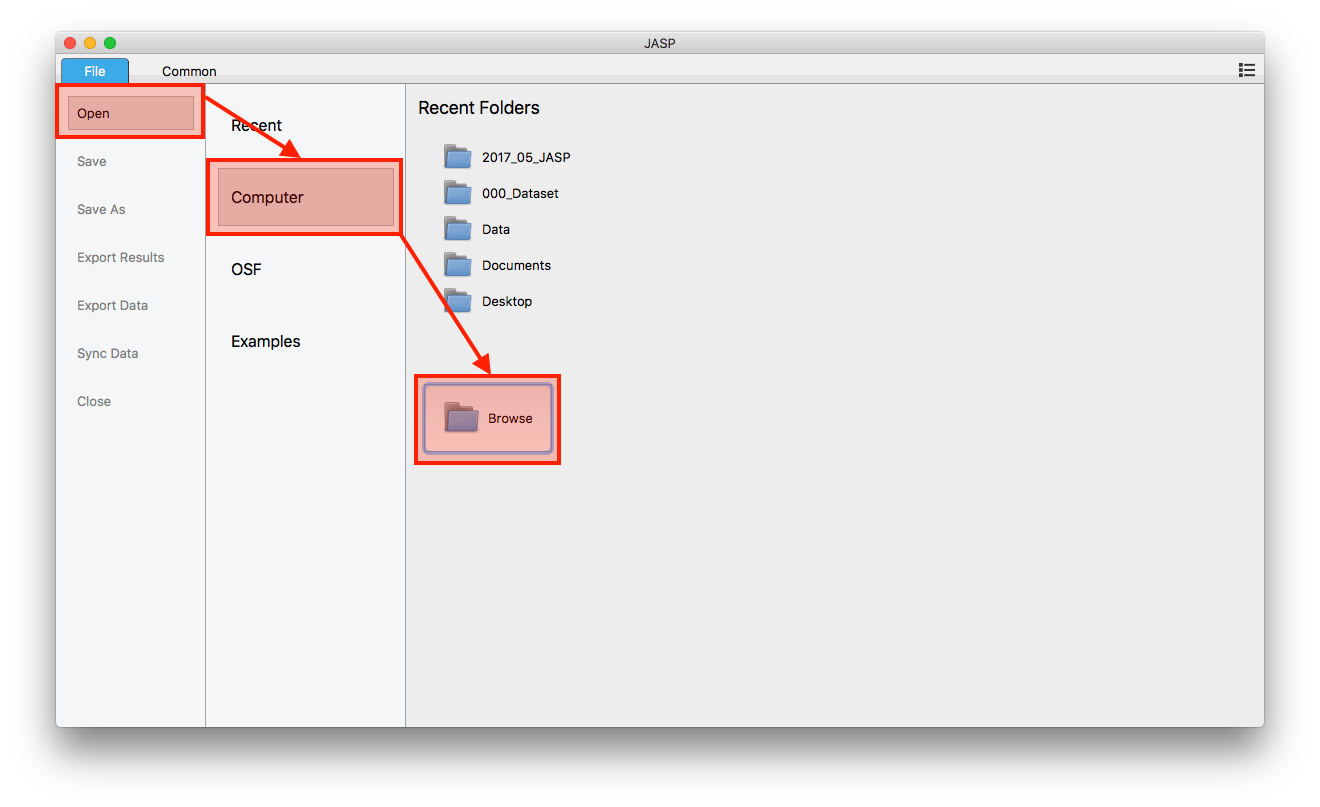 JASP
File
Common
Open
Save
Save As
Export Results
Export Data
Sync Data
Close
Recent
Computer
OSF
Examples
Recent Folders
2017_05_JASP
000_Dataset
Data
Documents
Desktop
Browse